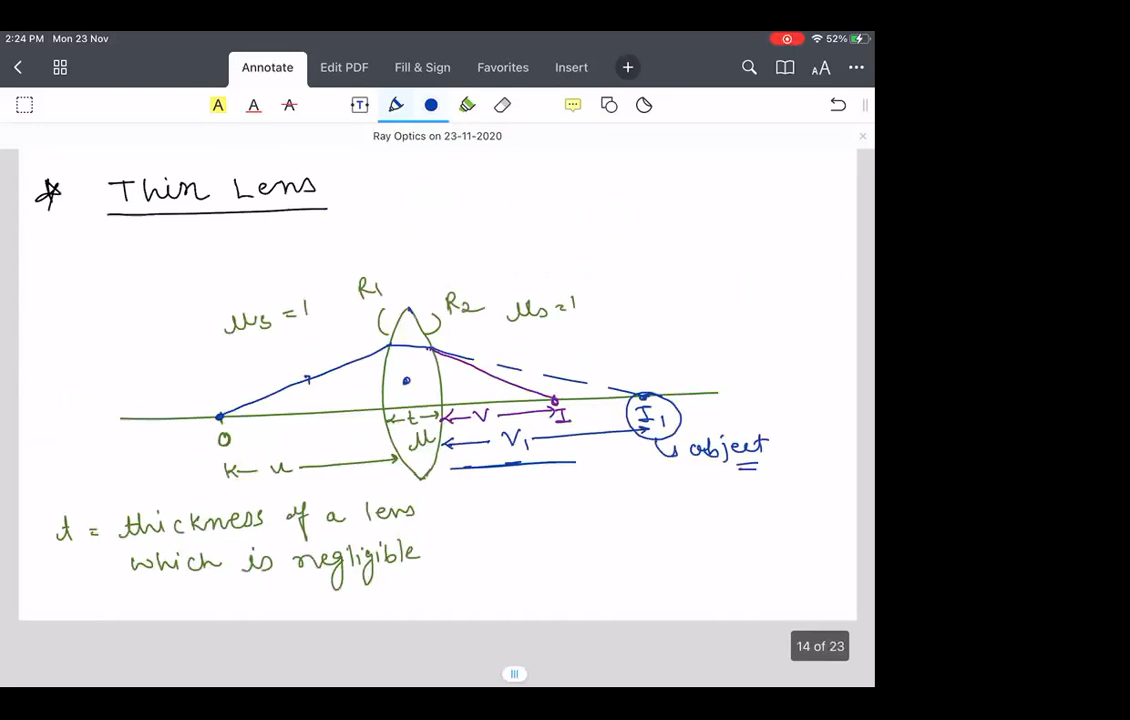 2:24 PM Mon 23 Nov
52%
Annotate Edit PDF Fill & Sign Favorites Insert
Ray Optics on 23-11-2020
Thin Lens
R1
R2
μs = 1
μs = 1
O
t
V
I
I1
μ
V1
object
u
t = thickness of a lens
which is negligible
14 of 23